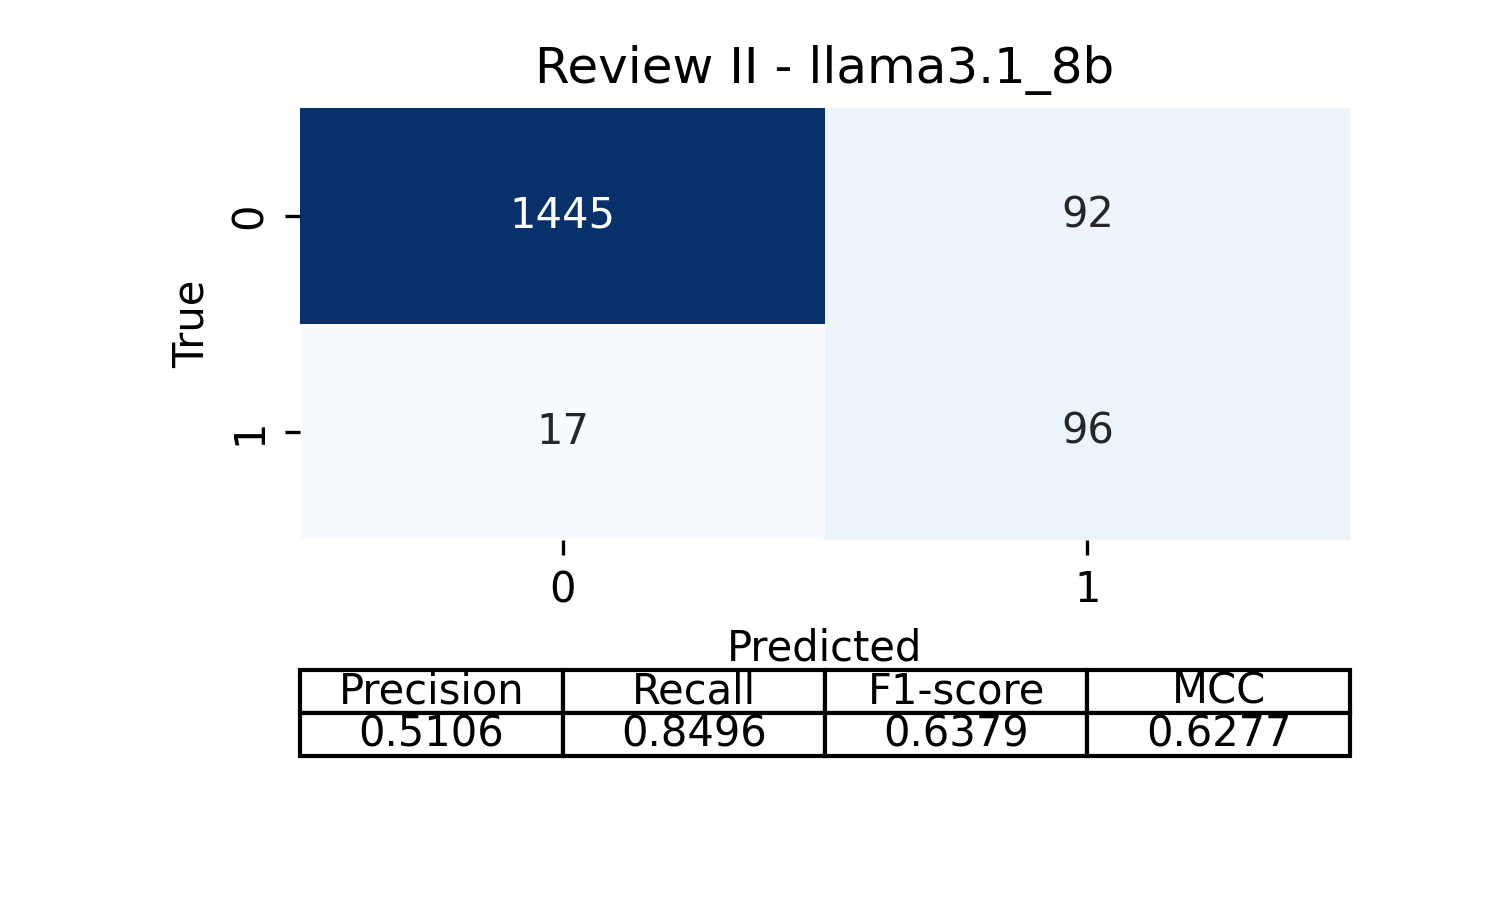 Review II - llama3.1_8b
0
1445
92
True
1
17
96
0 1
Predicted
Precision Recall F1-score MCC
0.5106 0.8496 0.6379 0.6277